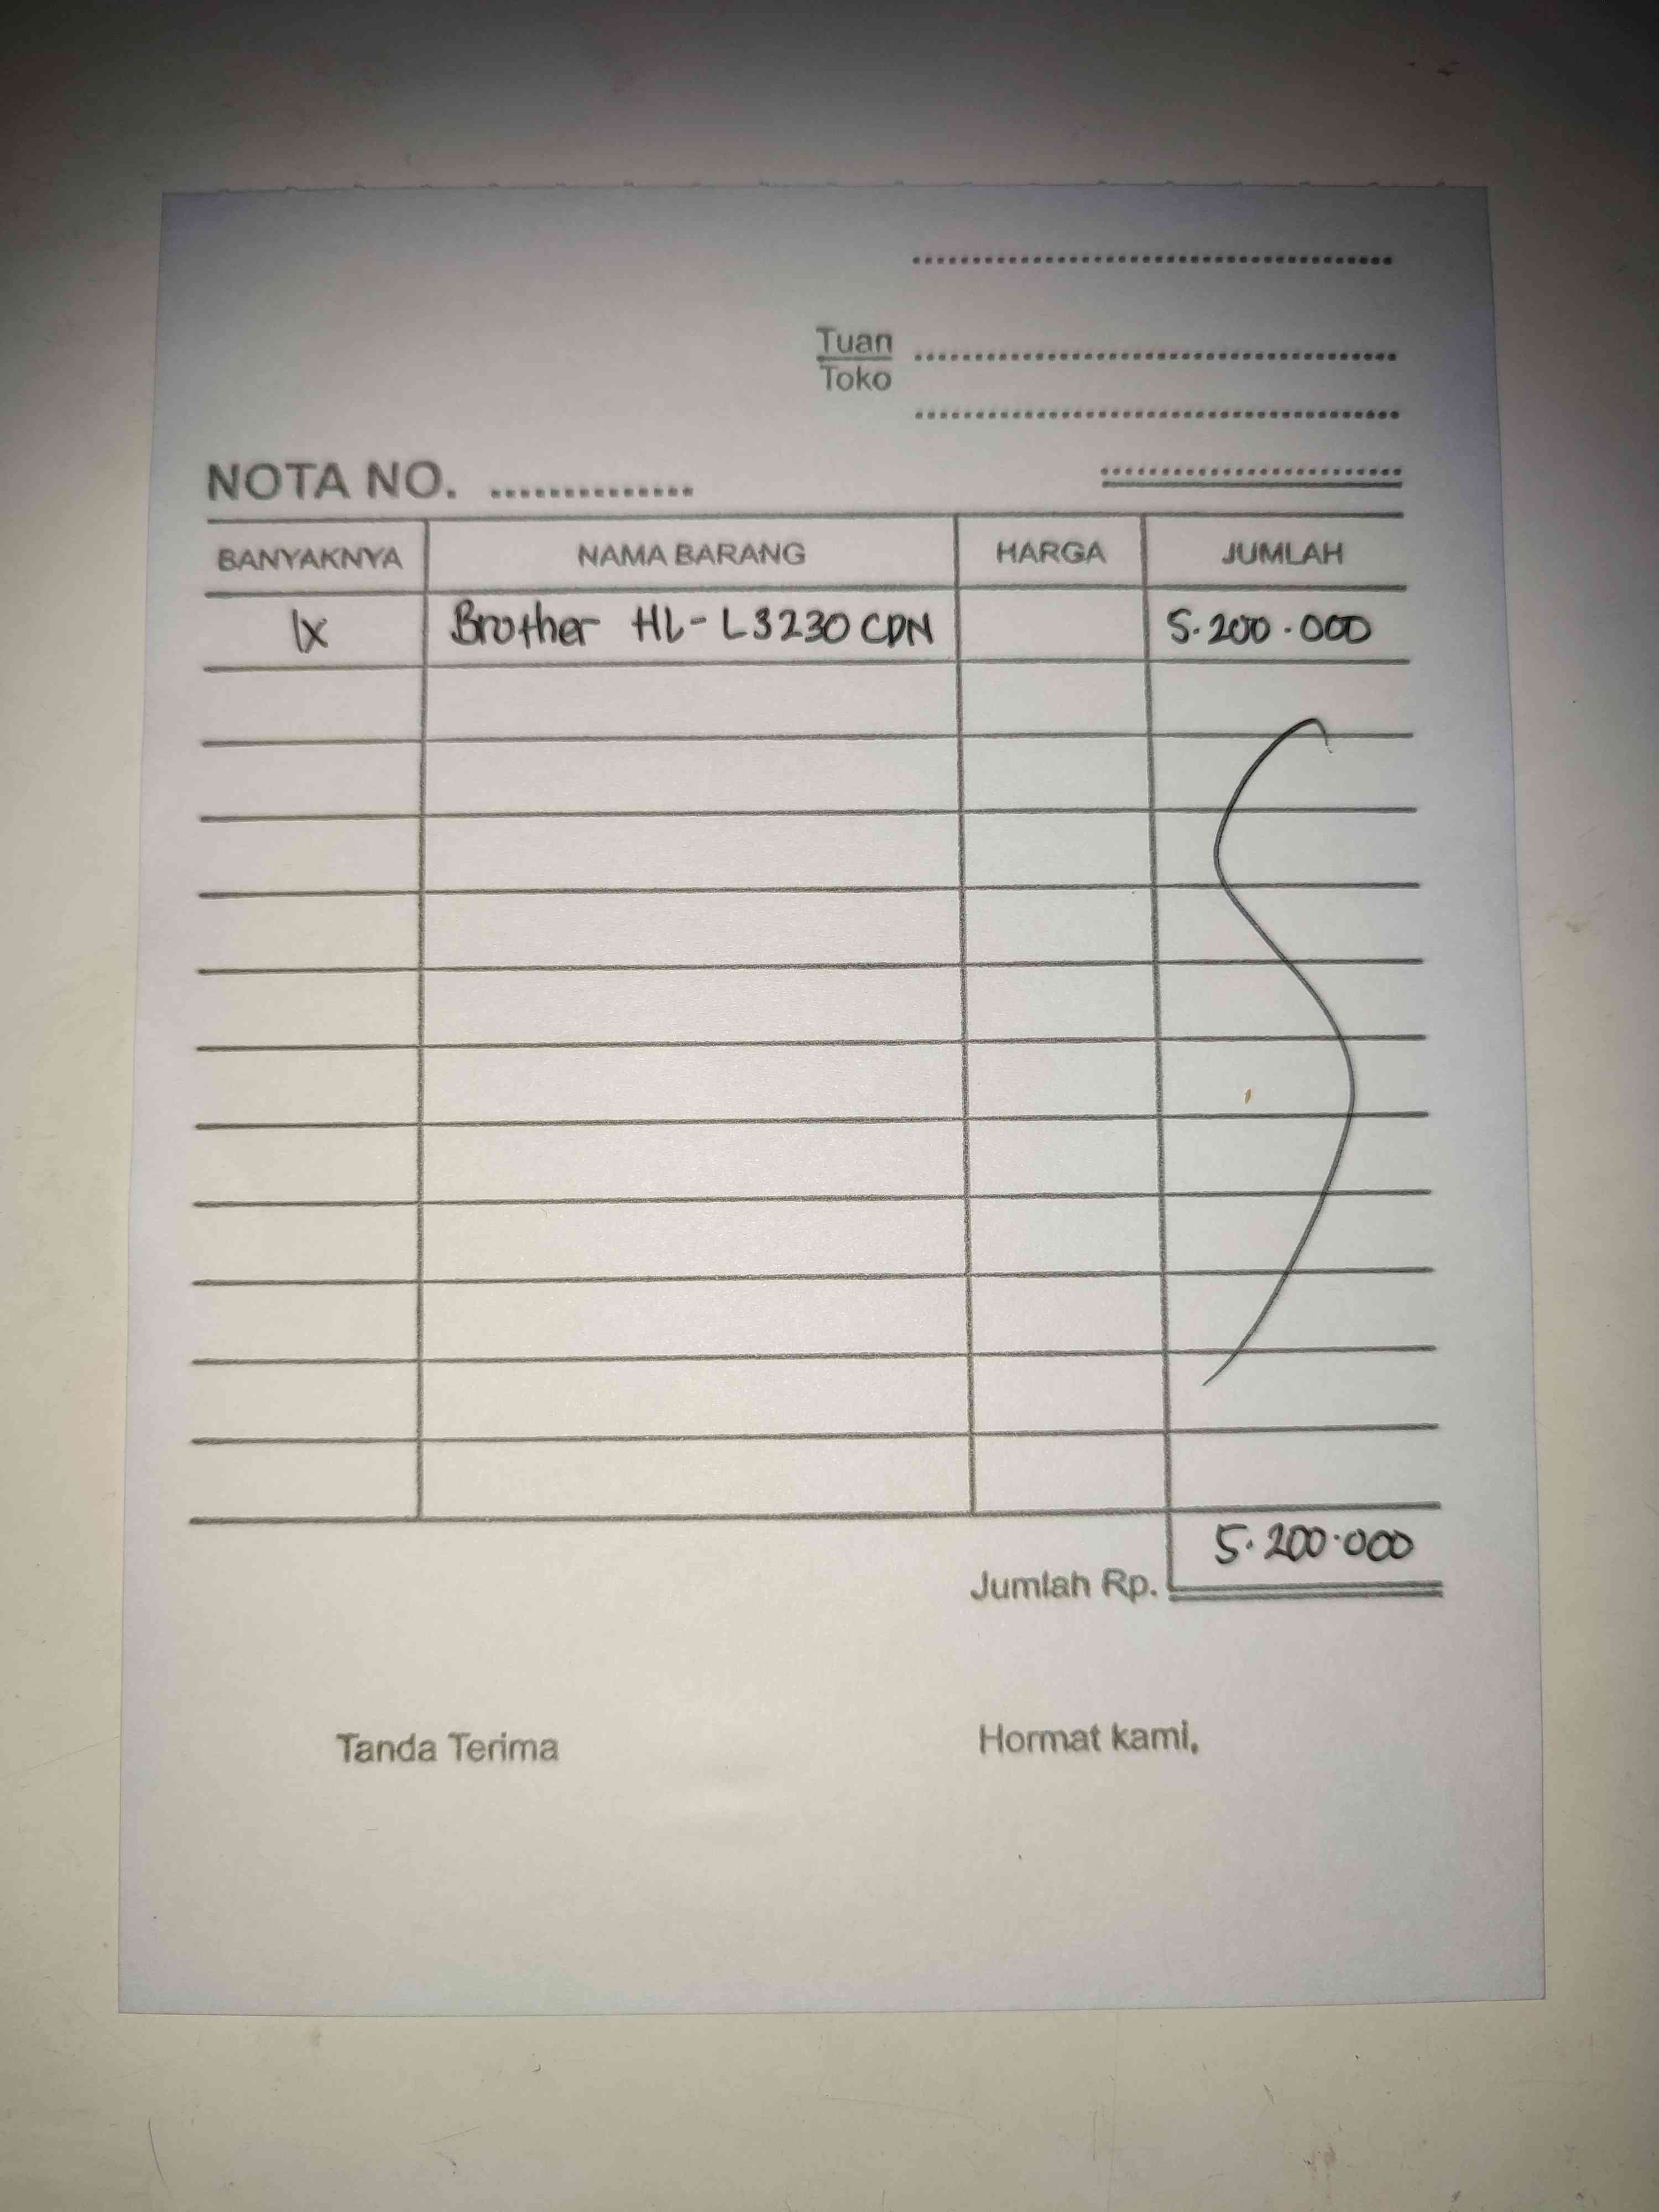 Tuan
Toko
NOTA NO.
BANYAKNYA NAMA BARANG HARGA JUMLAH
1x Brother HL-L3230CDN 5.200.000
5.200.000
Jumlah Rp.
Tanda Terima Hormat kami,